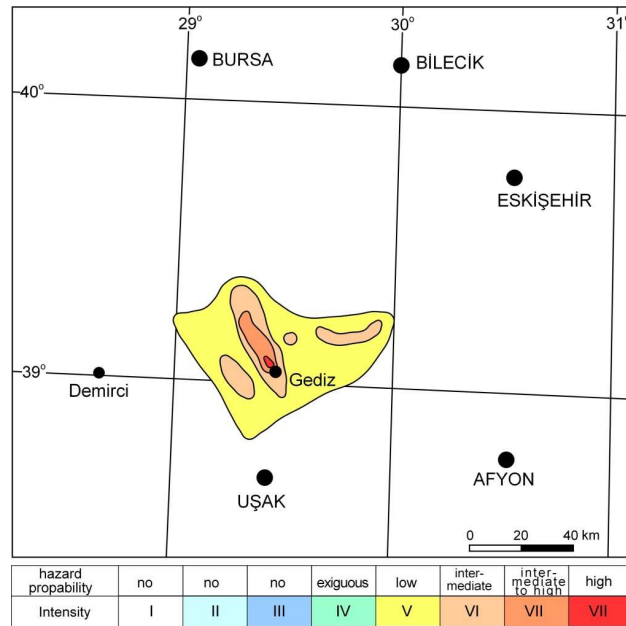 29° 30° 31°
BURSA
BİLECİK
40°
ESKİŞEHİR
39°
Gediz
Demirci
AFYON
UŞAK
0 20 40 km
hazard propability no no no exiguous low inter-mediate inter-mediate to high high
Intensity I II III IV V VI VII VII